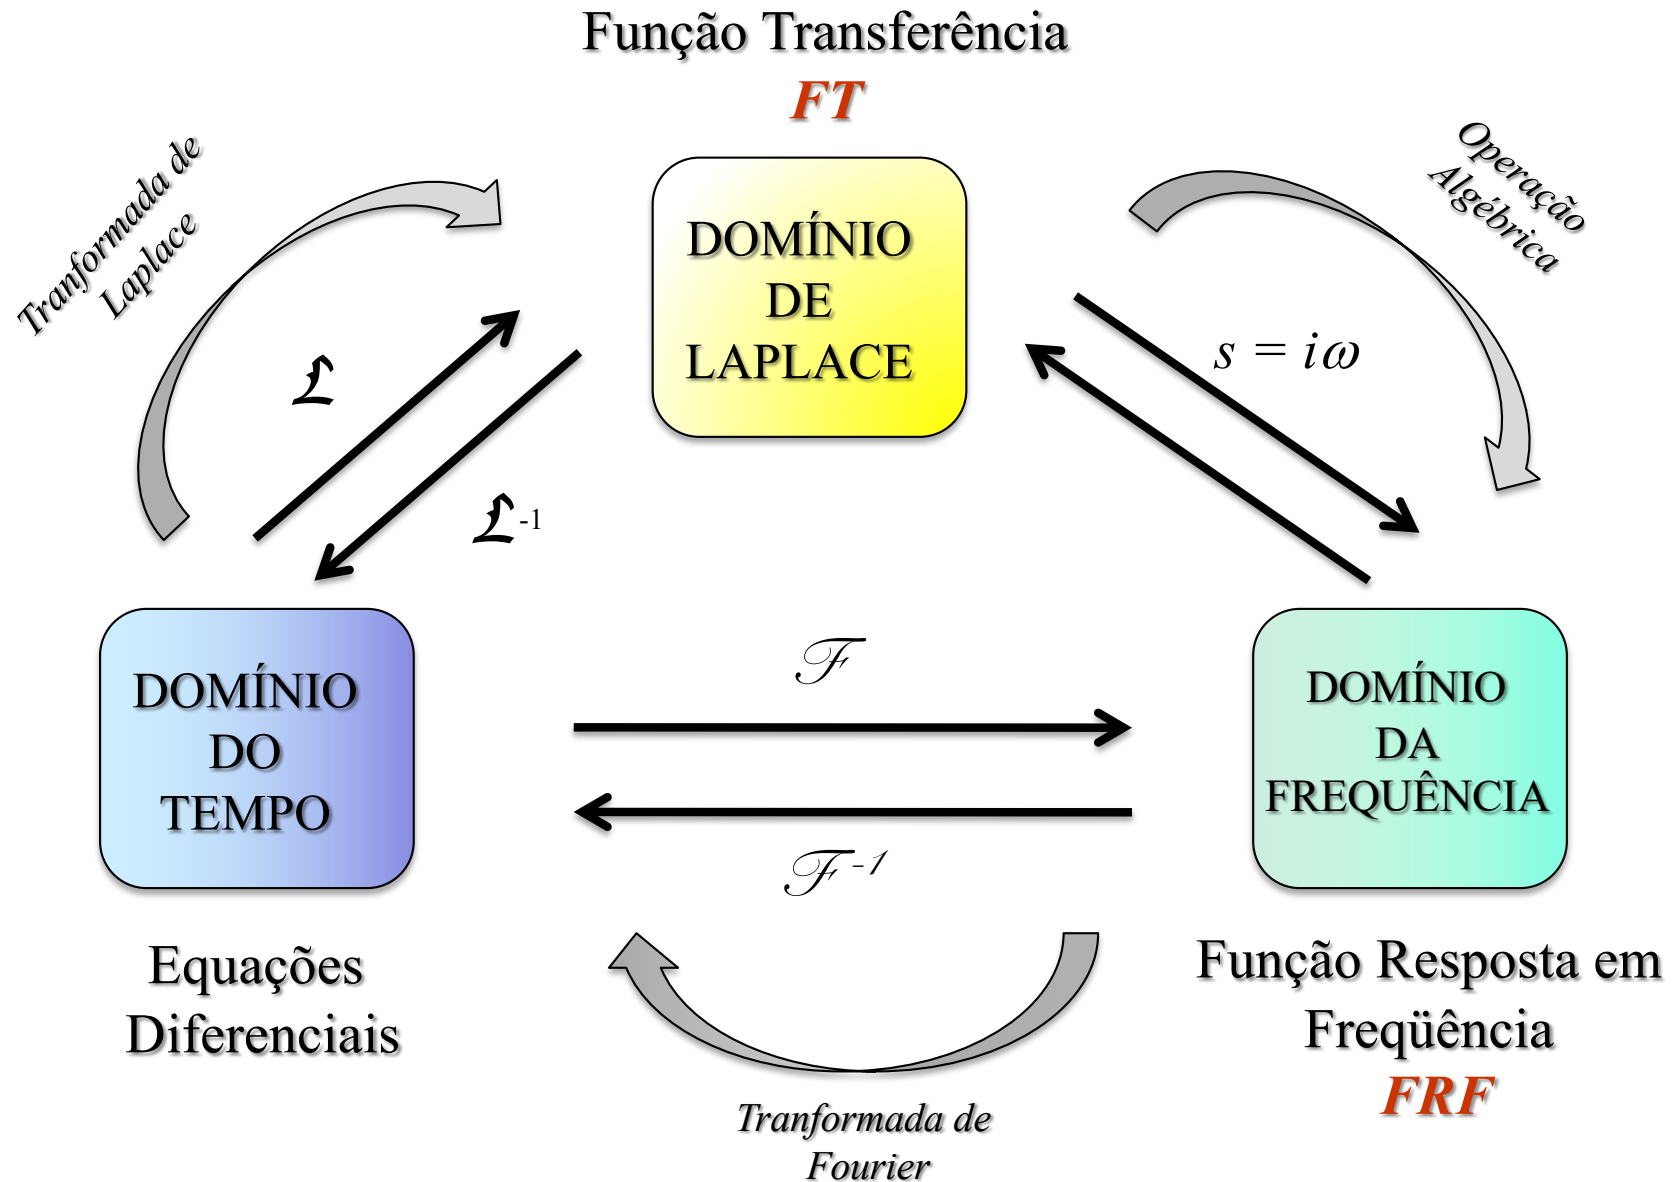 Função Transferência
FT
Tranformada de
Laplace
Operação
Algébrica
DOMÍNIO
DE
LAPLACE
s = iω
ℒ
ℒ-1
DOMÍNIO
DO
TEMPO
ℱ
ℱ-1
DOMÍNIO
DA
FREQUÊNCIA
Equações
Diferenciais
Função Resposta em
Freqüência
FRF
Tranformada de
Fourier